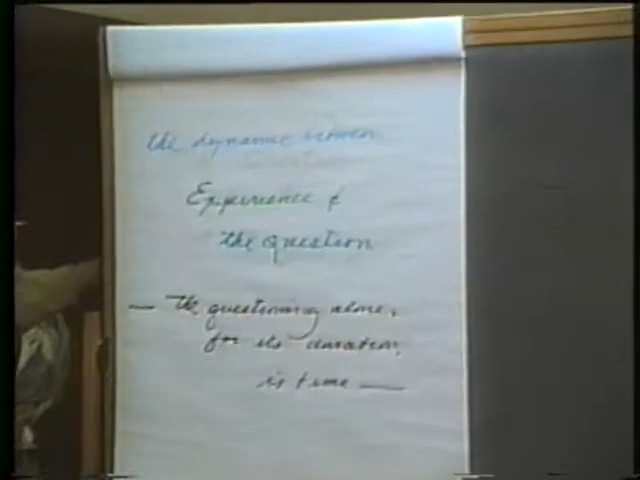 the dynamic between
Experience &
the question
— The questioning alone,
for its duration,
is time —